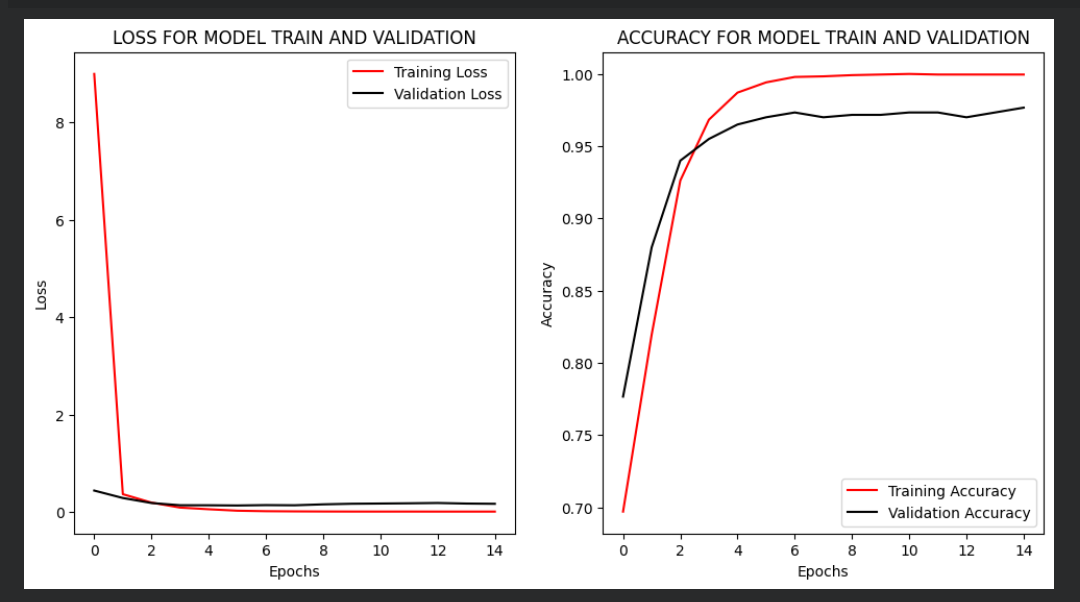 LOSS FOR MODEL TRAIN AND VALIDATION
Training Loss
Validation Loss
8
6
4
2
0
Loss
0 2 4 6 8 10 12 14
Epochs
ACCURACY FOR MODEL TRAIN AND VALIDATION
1.00
0.95
0.90
0.85
0.80
0.75
0.70
Accuracy
Training Accuracy
Validation Accuracy
0 2 4 6 8 10 12 14
Epochs